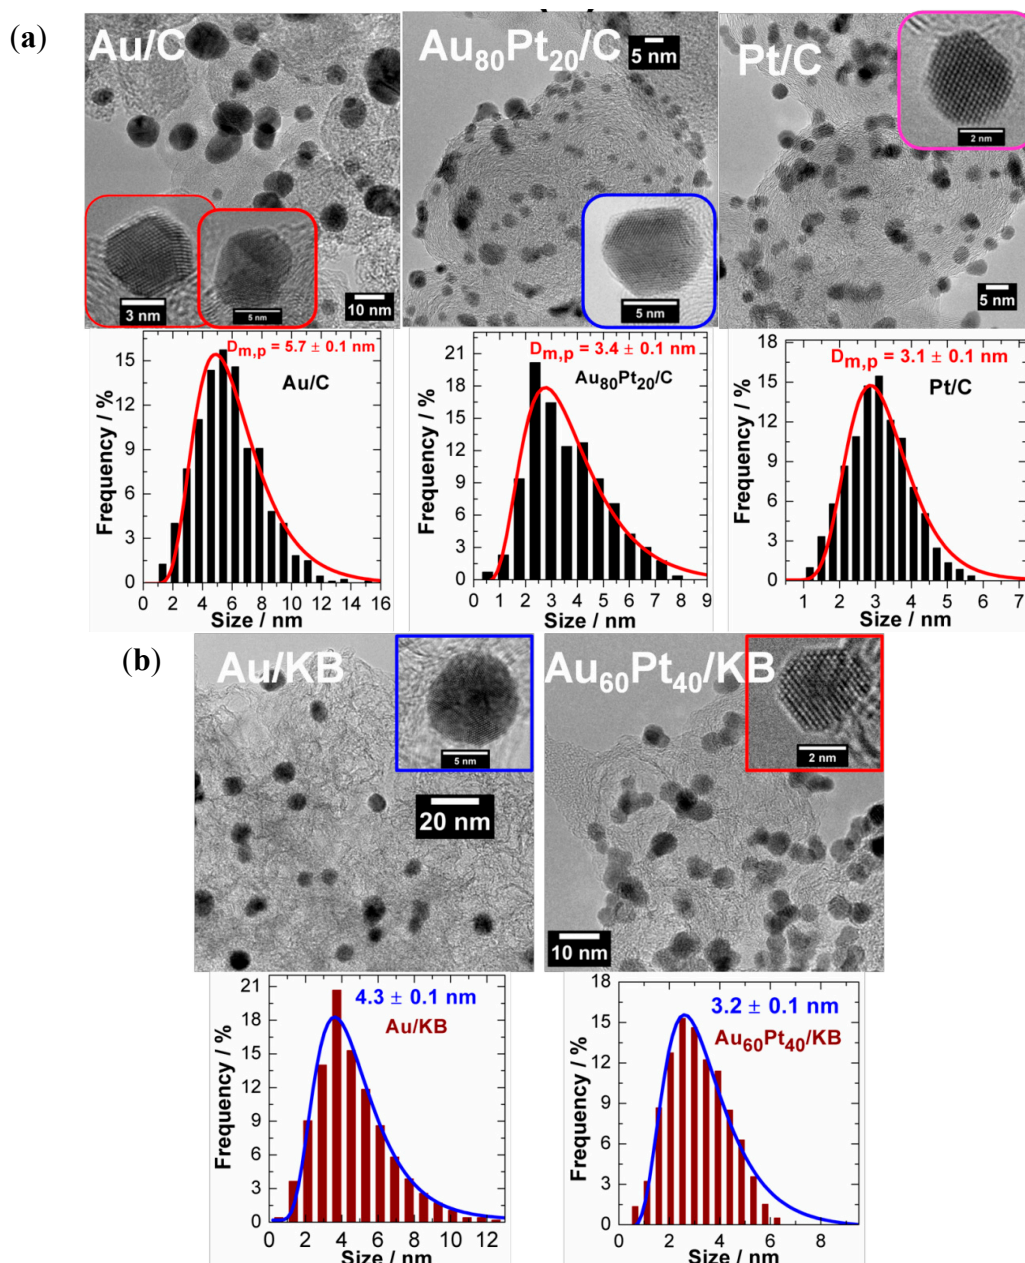 (a)
Au/C
Au80Pt20/C
5 nm
Pt/C
2 nm
3 nm
5 nm
10 nm
5 nm
5 nm
Frequency / %
15
12
9
6
3
0
Dm,p = 5.7 ± 0.1 nm
Au/C
0 2 4 6 8 10 12 14 16
Size / nm
Frequency / %
21
18
15
12
9
6
3
0
Dm,p = 3.4 ± 0.1 nm
Au80Pt20/C
0 1 2 3 4 5 6 7 8 9
Size / nm
Frequency / %
18
15
12
9
6
3
0
Dm,p = 3.1 ± 0.1 nm
Pt/C
1 2 3 4 5 6 7
Size / nm
(b)
Au/KB
5 nm
20 nm
Au60Pt40/KB
2 nm
10 nm
Frequency / %
21
18
15
12
9
6
3
0
4.3 ± 0.1 nm
Au/KB
0 2 4 6 8 10 12
Size / nm
Frequency / %
18
15
12
9
6
3
0
3.2 ± 0.1 nm
Au60Pt40/KB
0 2 4 6 8
Size / nm